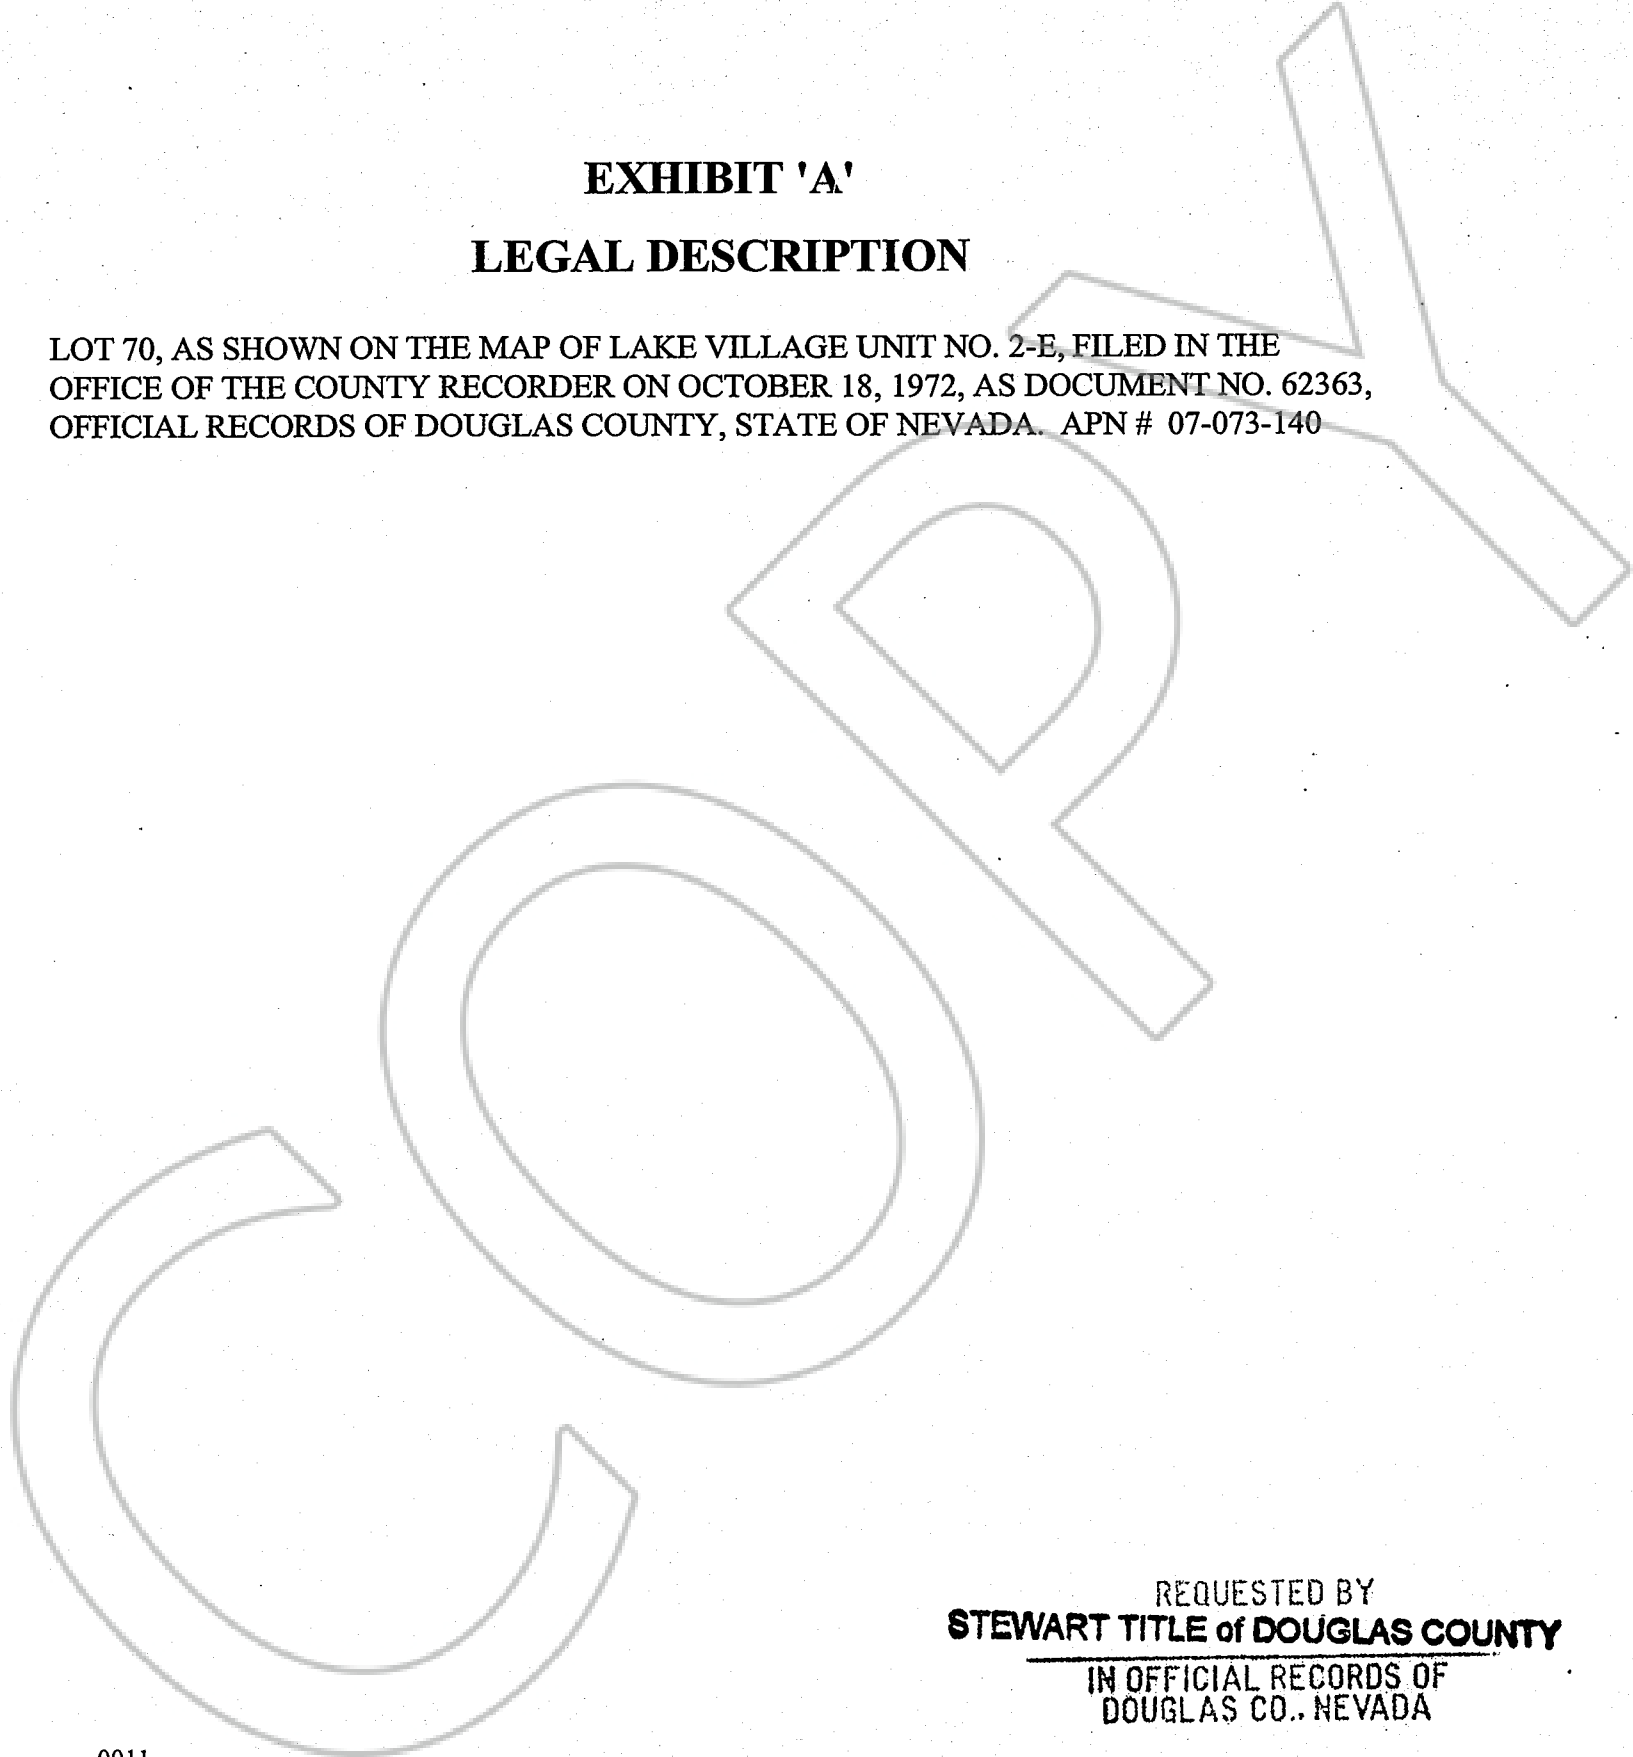 EXHIBIT 'A'
LEGAL DESCRIPTION
LOT 70, AS SHOWN ON THE MAP OF LAKE VILLAGE UNIT NO. 2-E, FILED IN THE
OFFICE OF THE COUNTY RECORDER ON OCTOBER 18, 1972, AS DOCUMENT NO. 62363,
OFFICIAL RECORDS OF DOUGLAS COUNTY, STATE OF NEVADA. APN # 07-073-140
COPY
REQUESTED BY
STEWART TITLE of DOUGLAS COUNTY
IN OFFICIAL RECORDS OF
DOUGLAS CO., NEVADA